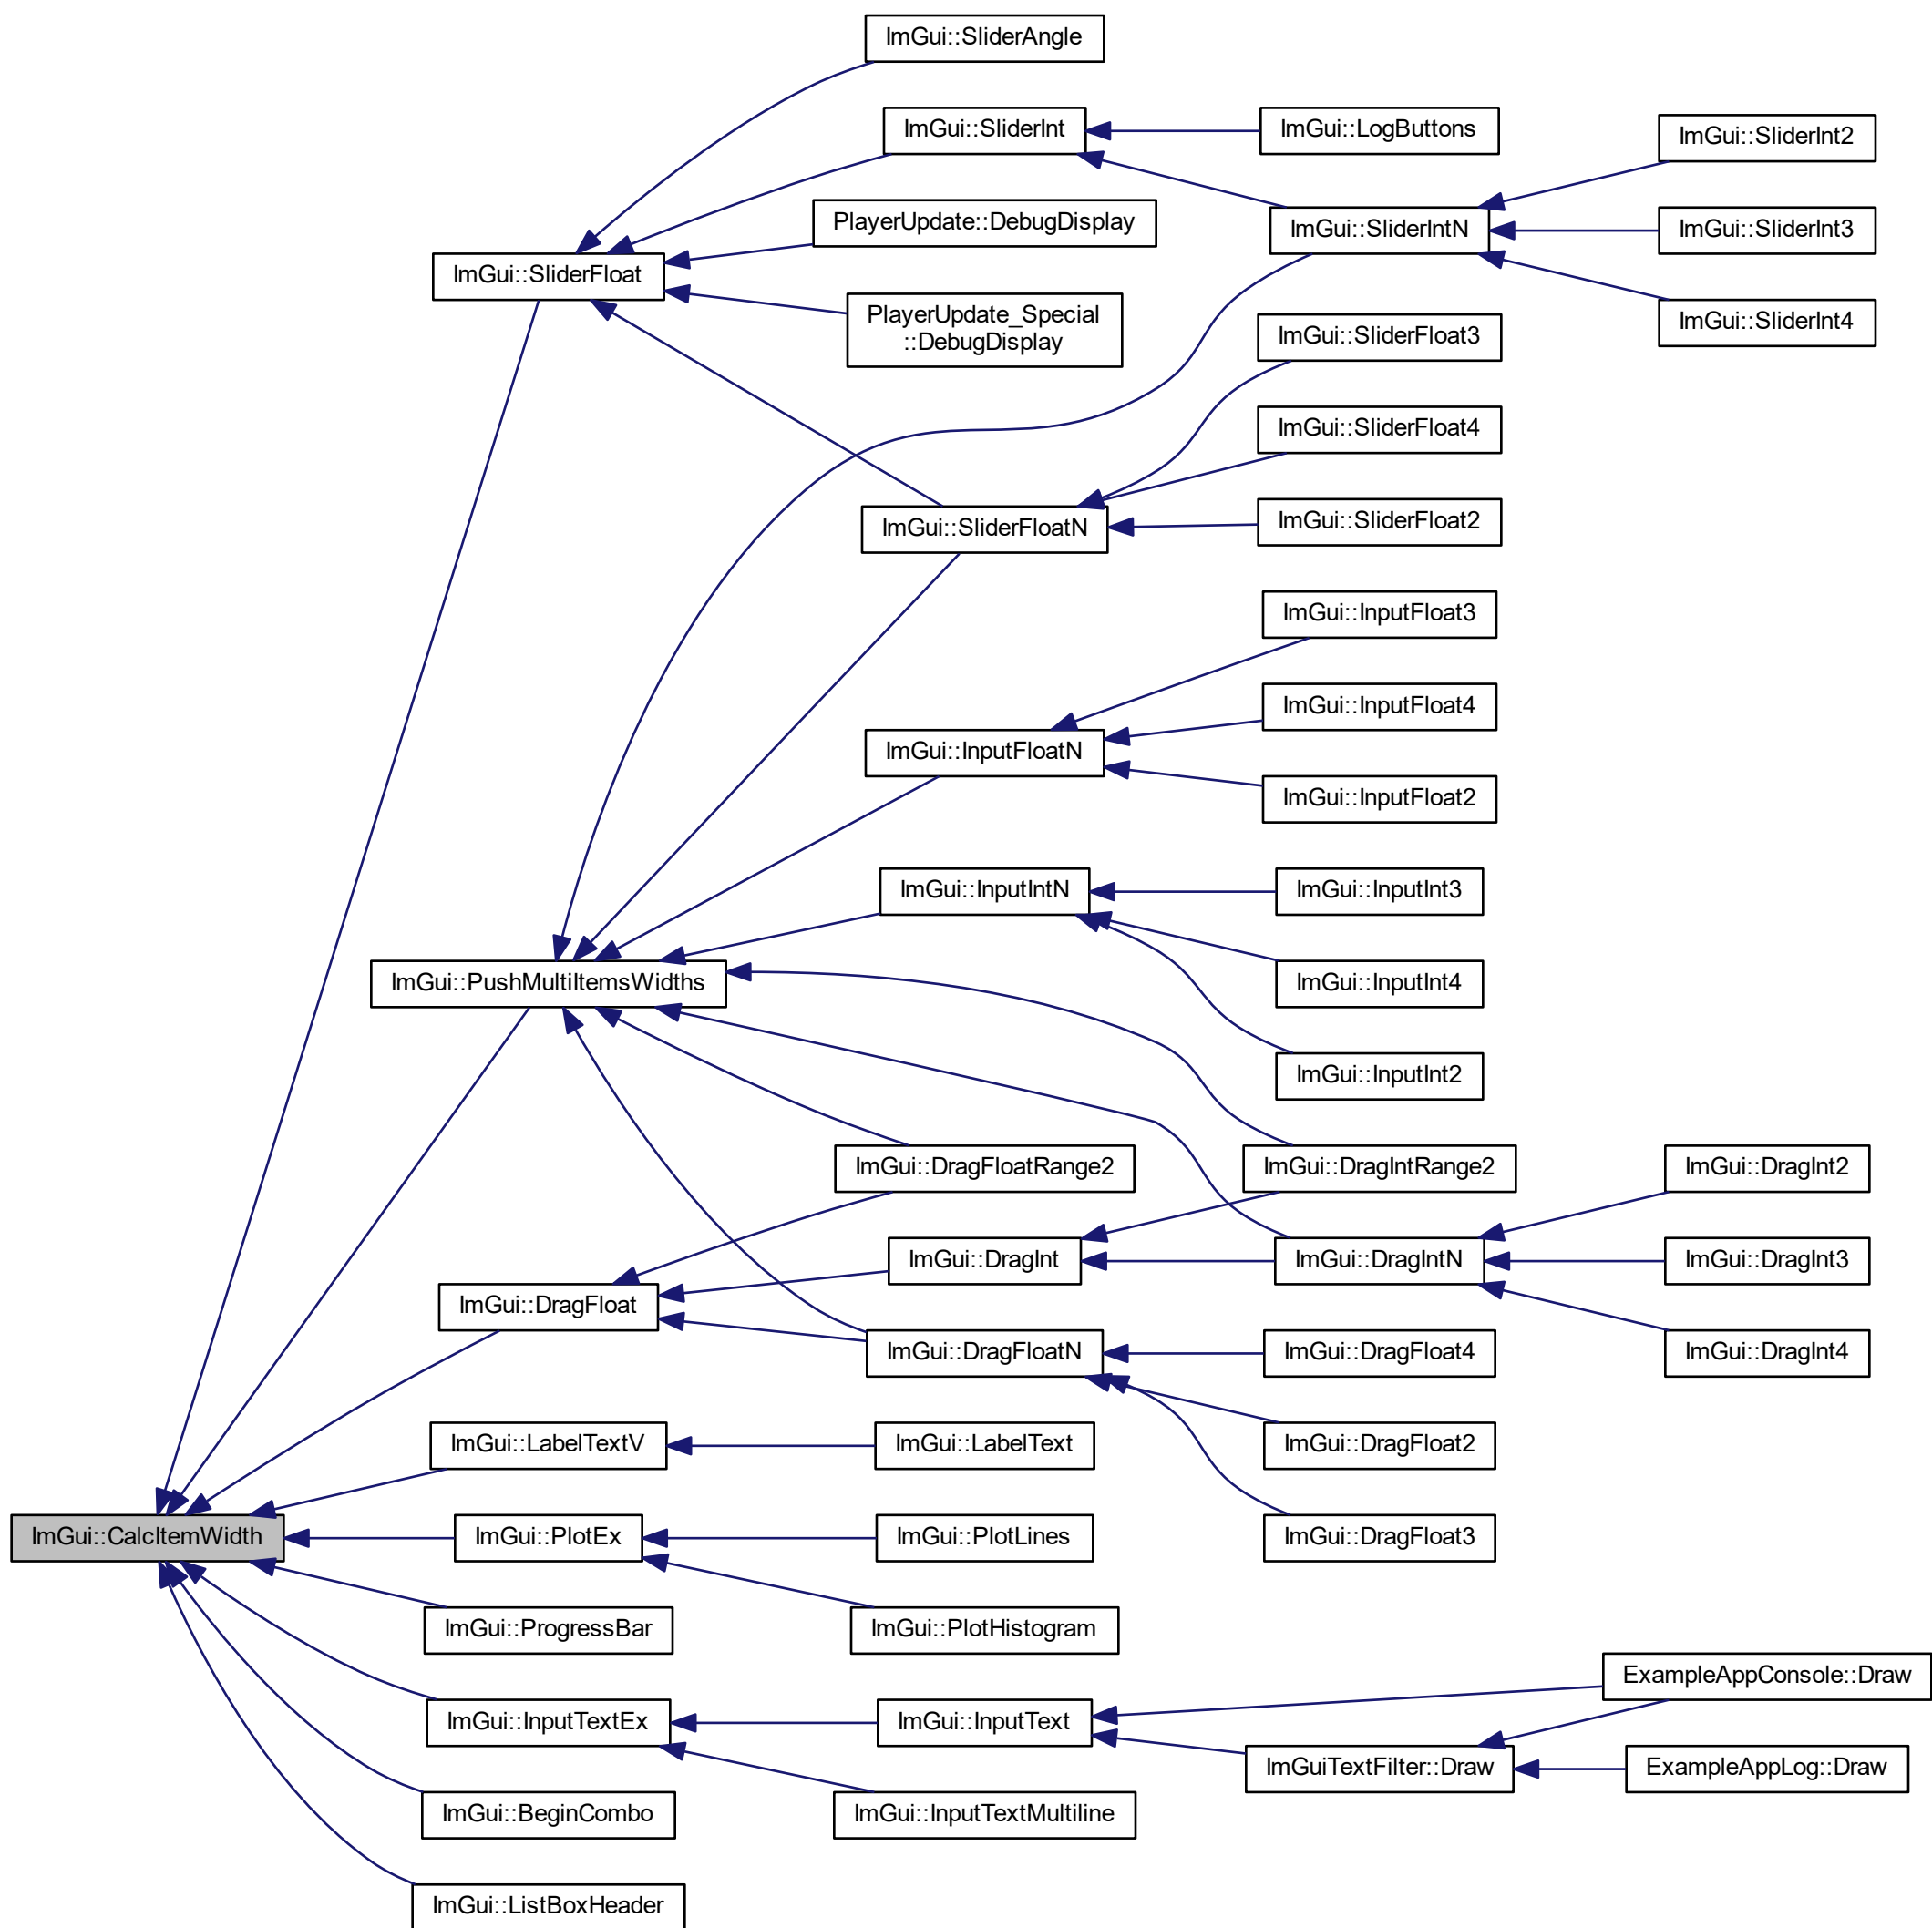 ImGui::SliderAngle
ImGui::SliderInt
ImGui::LogButtons
ImGui::SliderInt2
PlayerUpdate::DebugDisplay
ImGui::SliderIntN
ImGui::SliderInt3
ImGui::SliderFloat
PlayerUpdate_Special
::DebugDisplay
ImGui::SliderInt4
ImGui::SliderFloat3
ImGui::SliderFloat4
ImGui::SliderFloatN
ImGui::SliderFloat2
ImGui::InputFloat3
ImGui::InputFloat4
ImGui::InputFloatN
ImGui::InputFloat2
ImGui::InputIntN
ImGui::InputInt3
ImGui::PushMultiItemsWidths
ImGui::InputInt4
ImGui::InputInt2
ImGui::DragFloatRange2
ImGui::DragIntRange2
ImGui::DragInt2
ImGui::DragInt
ImGui::DragIntN
ImGui::DragInt3
ImGui::DragFloat
ImGui::DragFloatN
ImGui::DragFloat4
ImGui::DragInt4
ImGui::LabelTextV
ImGui::LabelText
ImGui::DragFloat2
ImGui::CalcItemWidth
ImGui::PlotEx
ImGui::PlotLines
ImGui::DragFloat3
ImGui::ProgressBar
ImGui::PlotHistogram
ExampleAppConsole::Draw
ImGui::InputTextEx
ImGui::InputText
ImGuiTextFilter::Draw
ExampleAppLog::Draw
ImGui::BeginCombo
ImGui::InputTextMultiline
ImGui::ListBoxHeader